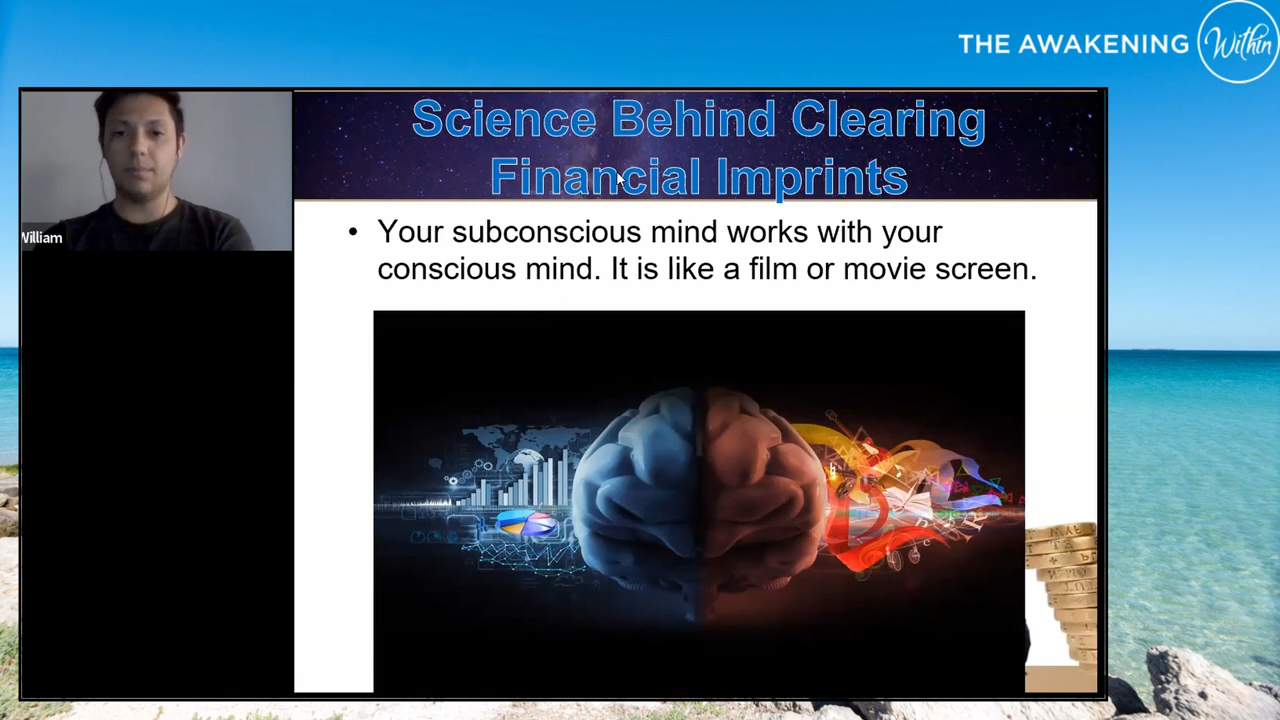 THE AWAKENING Within
Science Behind Clearing
Financial Imprints
William
• Your subconscious mind works with your
conscious mind. It is like a film or movie screen.